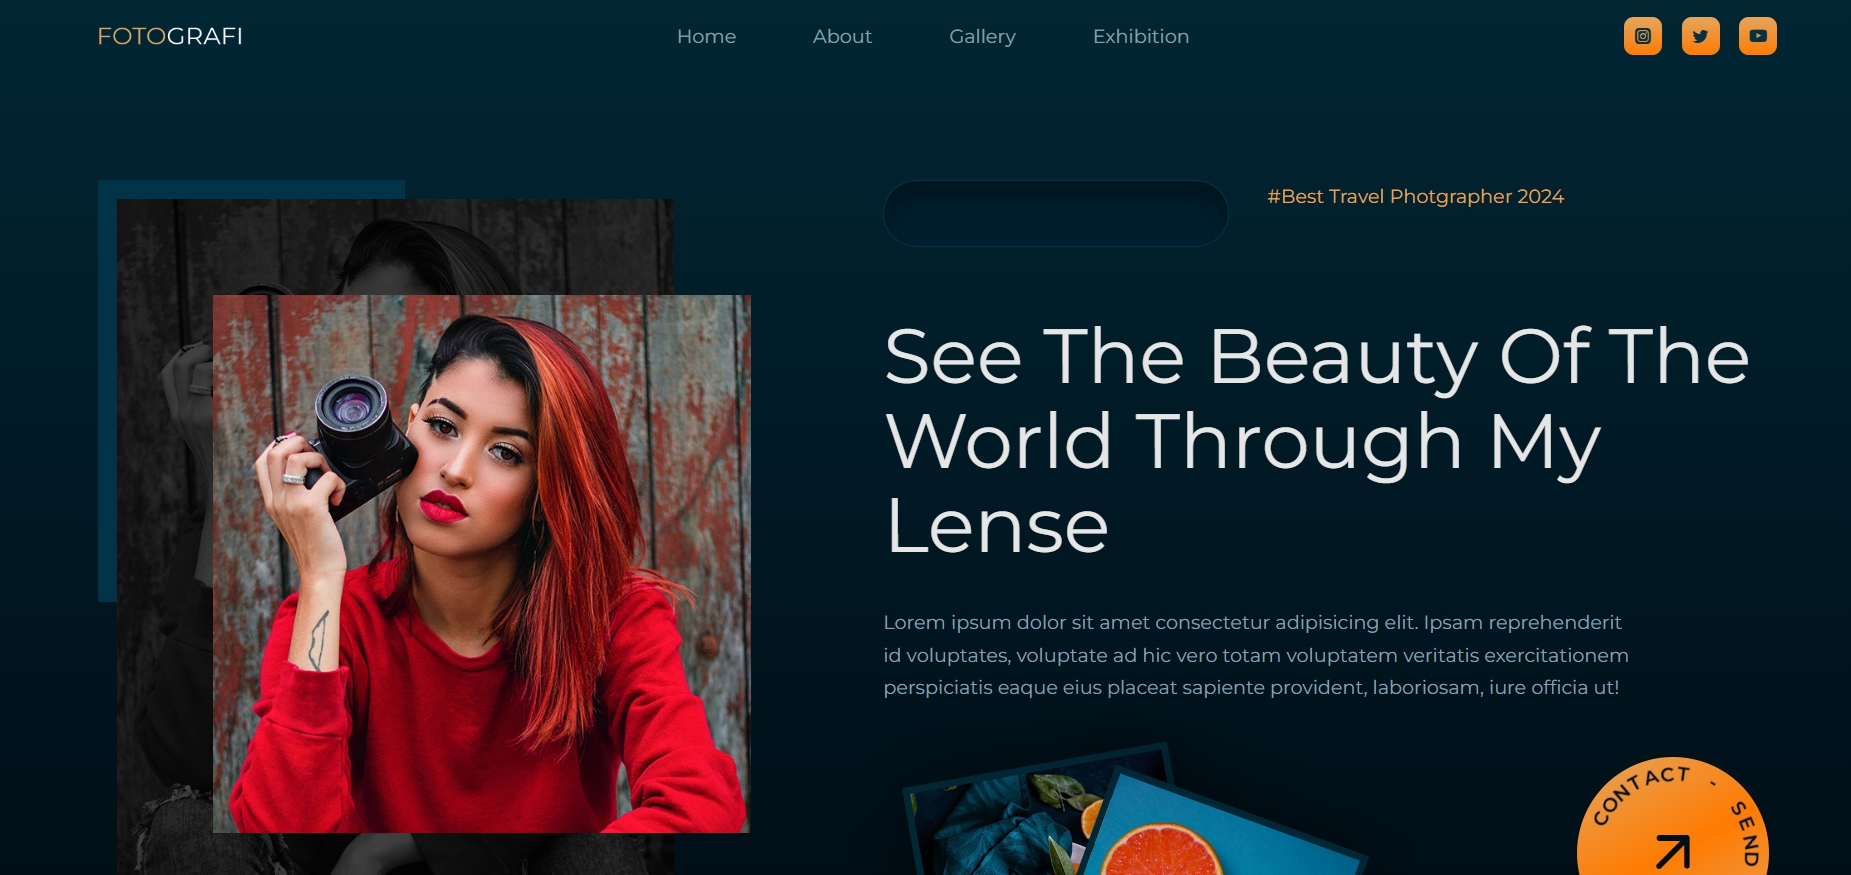 FOTOGRAFI
Home
About
Gallery
Exhibition
#Best Travel Photgrapher 2024
See The Beauty Of The
World Through My
Lense
Lorem ipsum dolor sit amet consectetur adipisicing elit. Ipsam reprehenderit
id voluptates, voluptate ad hic vero totam voluptatem veritatis exercitationem
perspiciatis eaque eius placeat sapiente provident, laboriosam, iure officia ut!
CONTACT - SEND